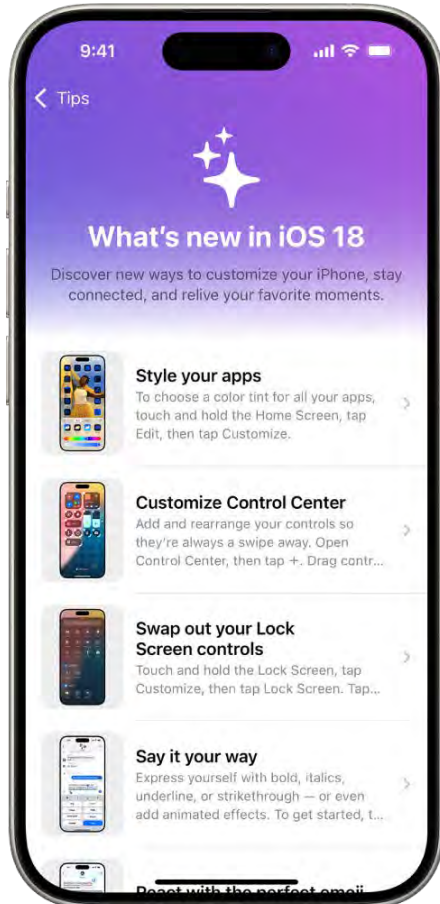 9:41
Tips
What's new in iOS 18
Discover new ways to customize your iPhone, stay
connected, and relive your favorite moments.
Style your apps
To choose a color tint for all your apps,
touch and hold the Home Screen, tap
Edit, then tap Customize.
Customize Control Center
Add and rearrange your controls so
they're always a swipe away. Open
Control Center, then tap +. Drag contr...
Swap out your Lock
Screen controls
Touch and hold the Lock Screen, tap
Customize, then tap Lock Screen. Tap...
Say it your way
Express yourself with bold, italics,
underline, or strikethrough — or even
add animated effects. To get started, t...
React with the perfect emoji